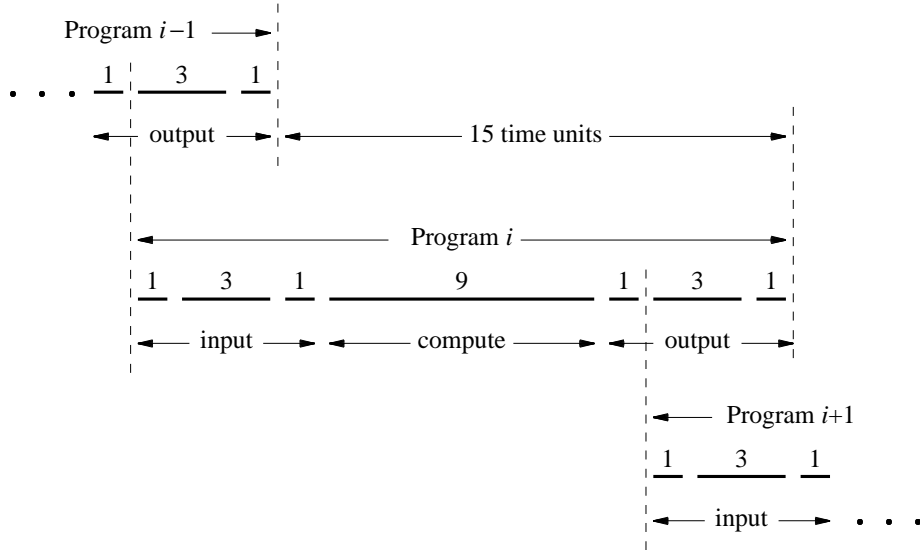 Program i−1
1 3 1
. . .
output
15 time units
Program i
1 3 1 9 1 3 1
input compute output
Program i+1
1 3 1
input . . .